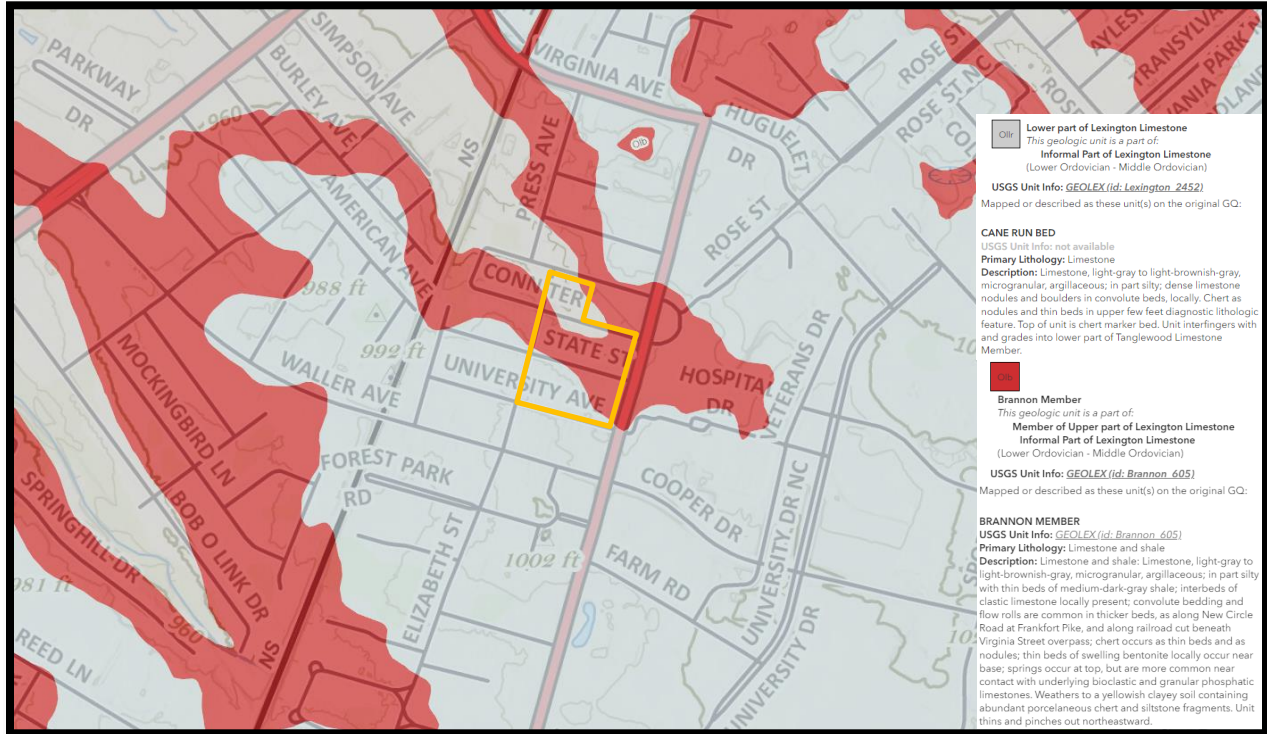 PARKWAY
DR
SIMPSON AVE
BURLEY AVE
960
NS
PRESS AVE
VIRGINIA AVE
HUGUELET
DR
ROSE ST
ROSE ST NC
ROSE
COL
AYLES
TRANSYLVA
ANIA PARK
OLAN
Olb
AMERICAN AVE
ROSE ST
CONN
TER
988 ft
992 ft
STATE ST
UNIVERSITY AVE
HOSPITA
DR
VETERANS DR
WALLER AVE
MOCKINGBIRD LN
BOB O LINK DR
SPRINGHILL DR
981 ft
960
REED LN
NS
FOREST PARK
RD
ELIZABETH ST
1002 ft
COOPER DR
FARM RD
UNIVERSITY DR NC
UNIVERSITY DR
Ollr
Lower part of Lexington Limestone
This geologic unit is a part of:
Informal Part of Lexington Limestone
(Lower Ordovician - Middle Ordovician)
USGS Unit Info: GEOLEX (id: Lexington_2452)
Mapped or described as these unit(s) on the original GQ:
CANE RUN BED
USGS Unit Info: not available
Primary Lithology: Limestone
Description: Limestone, light-gray to light-brownish-gray,
microgranular, argillaceous; in part silty; dense limestone
nodules and boulders in convolute beds, locally. Chert as
nodules and thin beds in upper few feet diagnostic lithologic
feature. Top of unit is chert marker bed. Unit interfingers with
and grades into lower part of Tanglewood Limestone
Member.
Olb
Brannon Member
This geologic unit is a part of:
Member of Upper part of Lexington Limestone
Informal Part of Lexington Limestone
(Lower Ordovician - Middle Ordovician)
USGS Unit Info: GEOLEX (id: Brannon_605)
Mapped or described as these unit(s) on the original GQ:
BRANNON MEMBER
USGS Unit Info: GEOLEX (id: Brannon_605)
Primary Lithology: Limestone and shale
Description: Limestone and shale: Limestone, light-gray to
light-brownish-gray, microgranular, argillaceous; in part silty
with thin beds of medium-dark-gray shale; interbeds of
clastic limestone locally present; convolute bedding and
flow rolls are common in thicker beds, as along New Circle
Road at Frankfort Pike, and along railroad cut beneath
Virginia Street overpass; chert occurs as thin beds and as
nodules; thin beds of swelling bentonite locally occur near
base; springs occur at top, but are more common near
contact with underlying bioclastic and granular phosphatic
limestones. Weathers to a yellowish clayey soil containing
abundant porcelaneous chert and siltstone fragments. Unit
thins and pinches out northeastward.